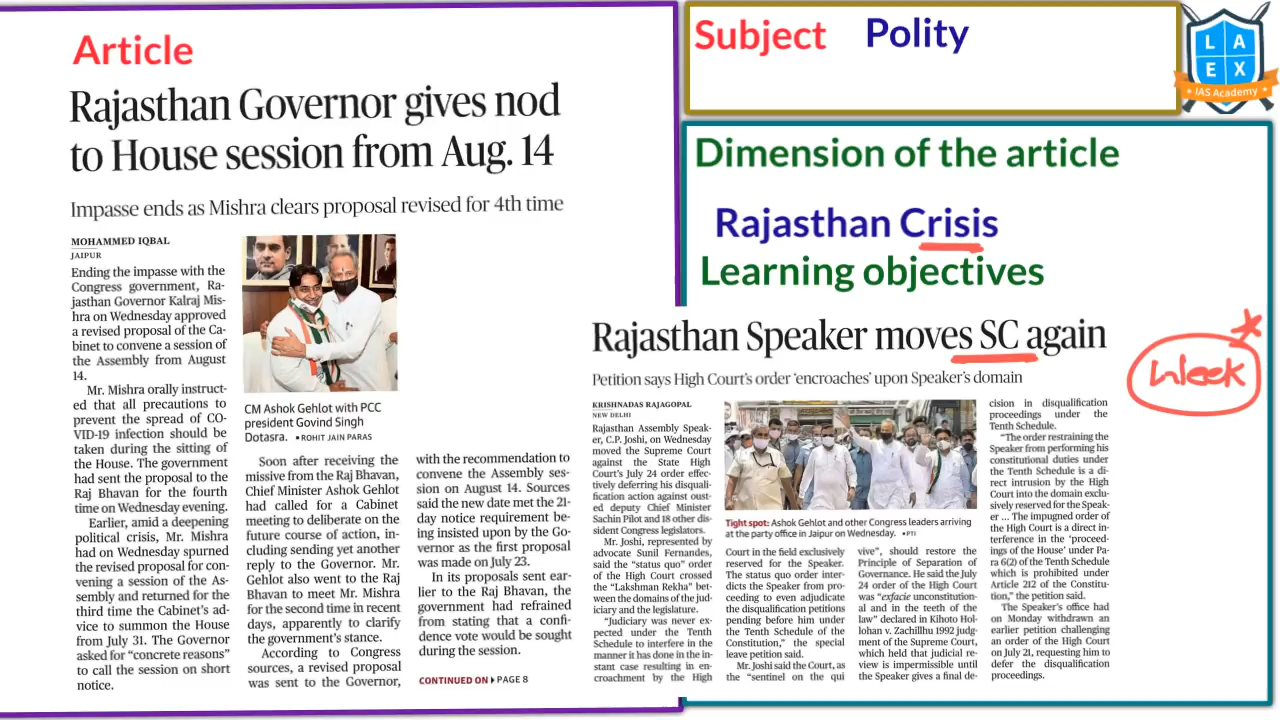 Article
Rajasthan Governor gives nod
to House session from Aug. 14
Impasse ends as Mishra clears proposal revised for 4th time
MOHAMMED IQBAL
JAIPUR
Ending the impasse with the
Congress government, Ra-
jasthan Governor Kalraj Mis-
hra on Wednesday approved
a revised proposal of the Ca-
binet to convene a session of
the Assembly from August
14.
Mr. Mishra orally instruct-
ed that all precautions to
prevent the spread of CO-
VID-19 infection should be
taken during the sitting of
the House. The government
had sent the proposal to the
Raj Bhavan for the fourth
time on Wednesday evening.
Earlier, amid a deepening
political crisis, Mr. Mishra
had on Wednesday spurned
the revised proposal for con-
vening a session of the As-
sembly and returned for the
third time the Cabinet's ad-
vice to summon the House
from July 31. The Governor
asked for "concrete reasons"
to call the session on short
notice.
CM Ashok Gehlot with PCC
president Govind Singh
Dotasra. ▪ ROHIT JAIN PARAS
Soon after receiving the
missive from the Raj Bhavan,
Chief Minister Ashok Gehlot
had called for a Cabinet
meeting to deliberate on the
future course of action, in-
cluding sending yet another
reply to the Governor. Mr.
Gehlot also went to the Raj
Bhavan to meet Mr. Mishra
for the second time in recent
days, apparently to clarify
the government's stance.
According to Congress
sources, a revised proposal
was sent to the Governor,
with the recommendation to
convene the Assembly ses-
sion on August 14. Sources
said the new date met the 21-
day notice requirement be-
ing insisted upon by the Go-
vernor as the first proposal
was made on July 23.
In its proposals sent ear-
lier to the Raj Bhavan, the
government had refrained
from stating that a confi-
dence vote would be sought
during the session.
CONTINUED ON ▸ PAGE 8
Subject Polity
L A
E X
IAS Academy
Dimension of the article
Rajasthan Crisis
Learning objectives
Rajasthan Speaker moves SC again
Petition says High Court's order 'encroaches' upon Speaker's domain
KRISHNADAS RAJAGOPAL
NEW DELHI
Rajasthan Assembly Speak-
er, C.P. Joshi, on Wednesday
moved the Supreme Court
against the State High
Court's July 24 order effec-
tively deferring his disquali-
fication action against oust-
ed deputy Chief Minister
Sachin Pilot and 18 other dis-
sident Congress legislators.
Mr. Joshi, represented by
advocate Sunil Fernandes,
said the "status quo" order
of the High Court crossed
the "Lakshman Rekha" bet-
ween the domains of the jud-
iciary and the legislature.
"Judiciary was never ex-
pected under the Tenth
Schedule to interfere in the
manner it has done in the in-
stant case resulting in en-
croachment by the High
Tight spot: Ashok Gehlot and other Congress leaders arriving
at the party office in Jaipur on Wednesday. ▪ PTI
Court in the field exclusively
reserved for the Speaker.
The status quo order inter-
dicts the Speaker from pro-
ceeding to even adjudicate
the disqualification petitions
pending before him under
the Tenth Schedule of the
Constitution," the special
leave petition said.
Mr. Joshi said the Court, as
the "sentinel on the qui
vive", should restore the
Principle of Separation of
Governance. He said the July
24 order of the High Court
was "exfacie unconstitution-
al and in the teeth of the
law" declared in Kihoto Hol-
lohan v. Zachillhu 1992 judg-
ment of the Supreme Court,
which held that judicial re-
view is impermissible until
the Speaker gives a final de-
cision in disqualification
proceedings under the
Tenth Schedule.
"The order restraining the
Speaker from performing his
constitutional duties under
the Tenth Schedule is a di-
rect intrusion by the High
Court into the domain exclu-
sively reserved for the Speak-
er ... The impugned order of
the High Court is a direct in-
terference in the 'proceed-
ings of the House' under Pa-
ra 6(2) of the Tenth Schedule
which is prohibited under
Article 212 of the Constitu-
tion," the petition said.
The Speaker's office had
on Monday withdrawn an
earlier petition challenging
an order of the High Court
on July 21, requesting him to
defer the disqualification
proceedings.
Week